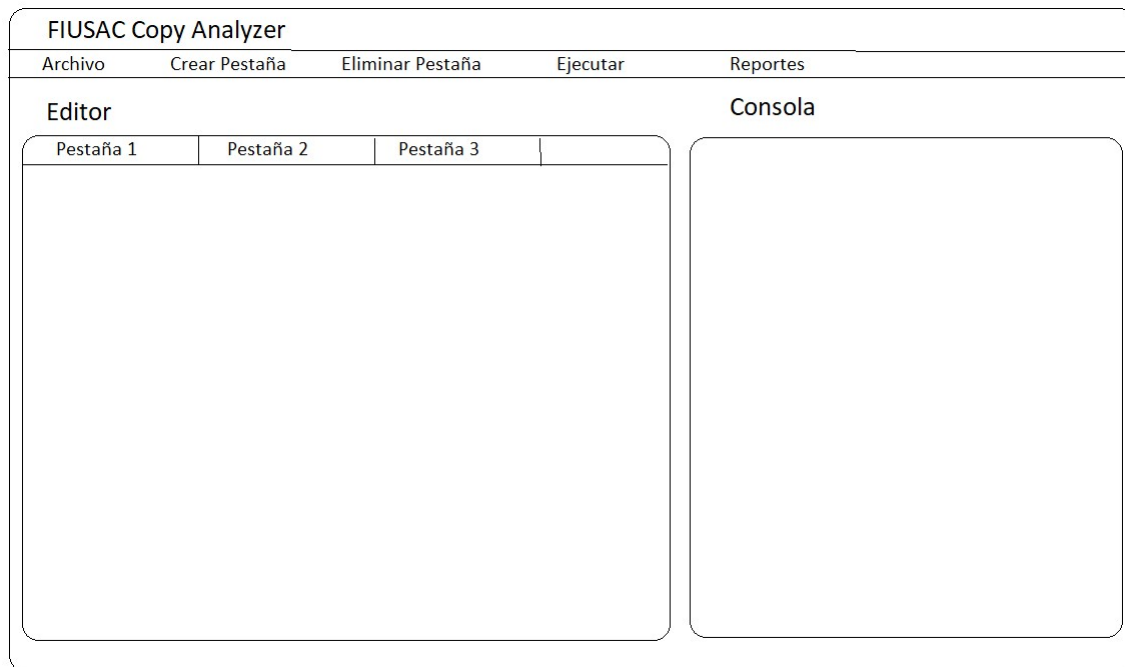 FIUSAC Copy Analyzer
Archivo Crear Pestaña Eliminar Pestaña Ejecutar Reportes
Editor
Consola
Pestaña 1 Pestaña 2 Pestaña 3